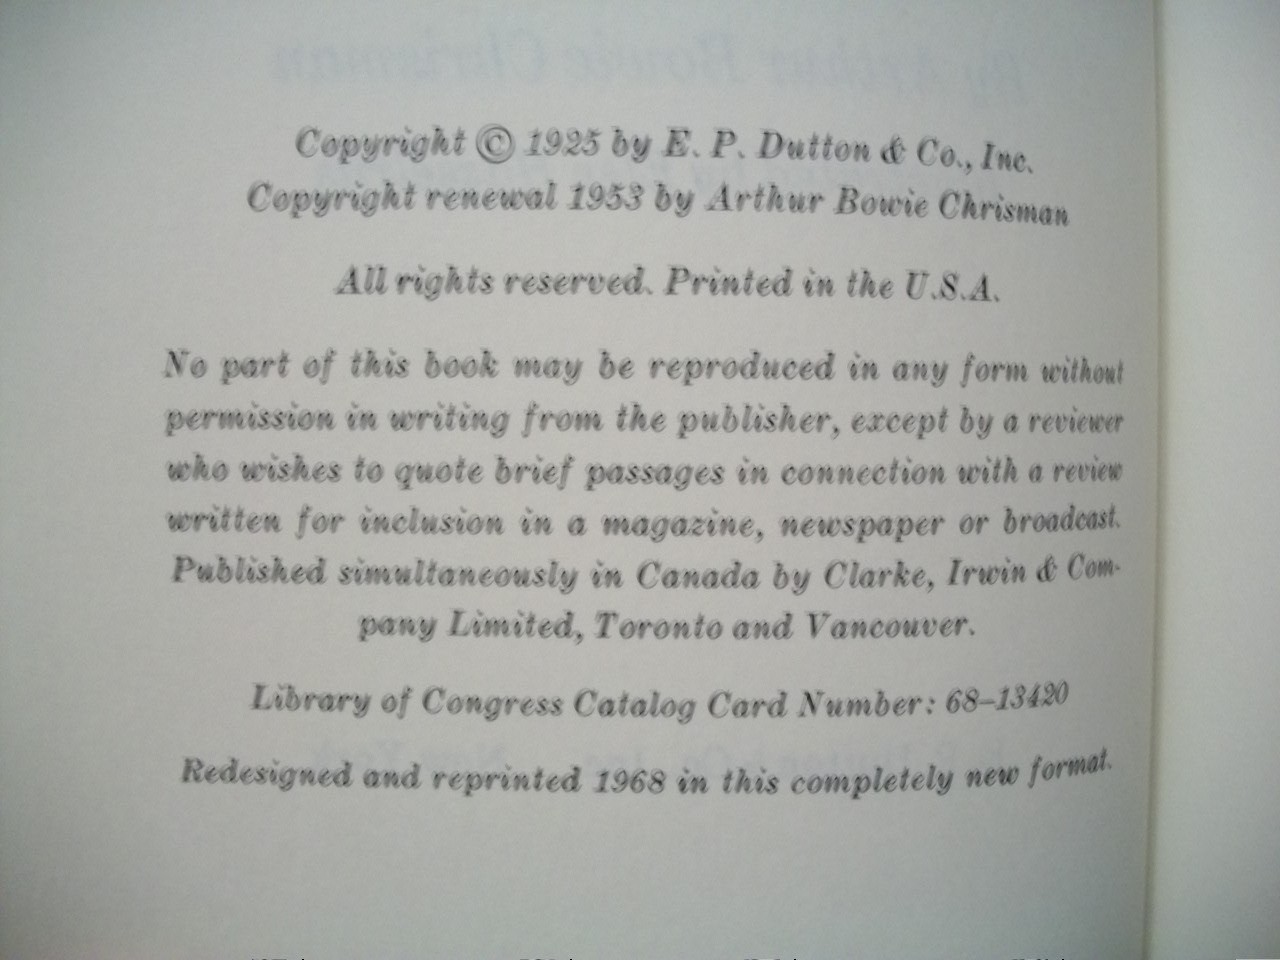 Copyright © 1925 by E. P. Dutton & Co., Inc.
Copyright renewal 1953 by Arthur Bowie Chrisman
All rights reserved. Printed in the U.S.A.
No part of this book may be reproduced in any form without
permission in writing from the publisher, except by a reviewer
who wishes to quote brief passages in connection with a review
written for inclusion in a magazine, newspaper or broadcast.
Published simultaneously in Canada by Clarke, Irwin & Com-
pany Limited, Toronto and Vancouver.
Library of Congress Catalog Card Number: 68–13420
Redesigned and reprinted 1968 in this completely new format.